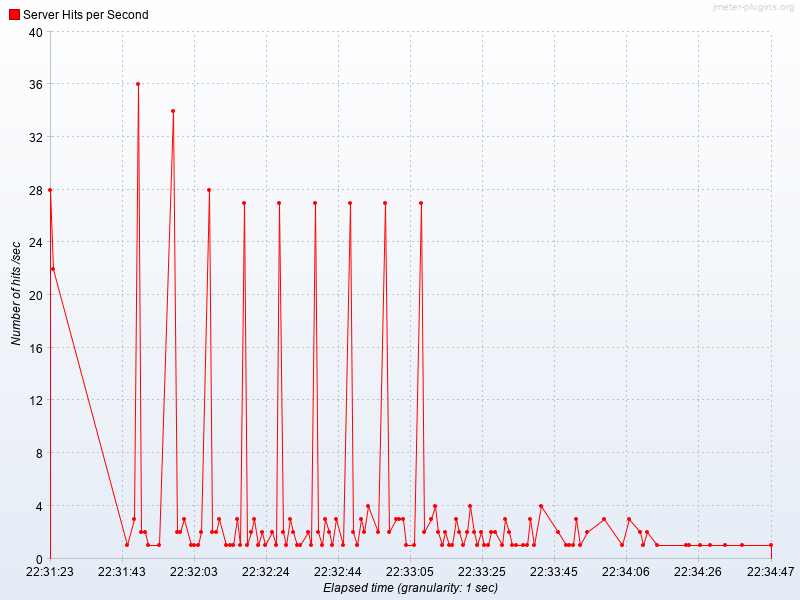 jmeter-plugins.org
Server Hits per Second
40
36
32
28
24
20
16
12
8
4
0
Number of hits /sec
22:31:23 22:31:43 22:32:03 22:32:24 22:32:44 22:33:05 22:33:25 22:33:45 22:34:06 22:34:26 22:34:47
Elapsed time (granularity: 1 sec)